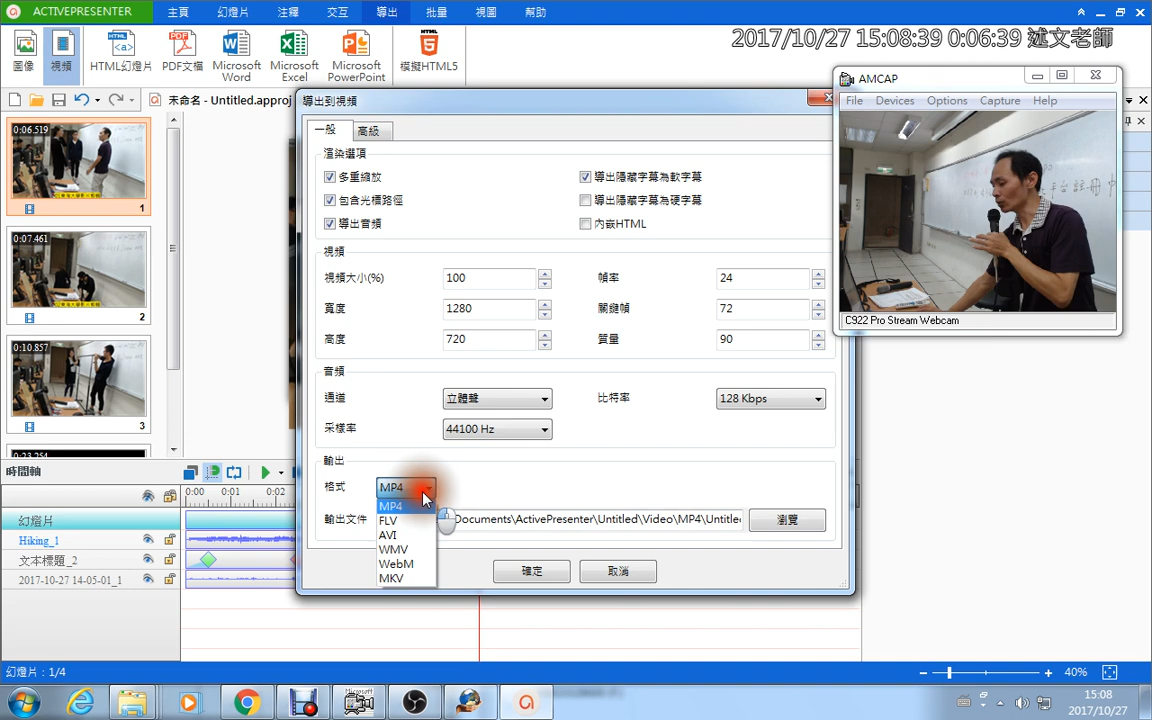 ACTIVEPRESENTER
主頁 幻燈片 注釋 交互 導出 批量 視圖 幫助
2017/10/27 15:08:39 0:06:39 述文老師
圖像 視頻 HTML幻燈片 PDF文檔 Microsoft Word Microsoft Excel Microsoft PowerPoint 模擬HTML5
AMCAP
File Devices Options Capture Help
C922 Pro Stream Webcam
未命名 - Untitled.approj
0:06.519
1
0:07.461
2
0:10.857
3
導出到視頻
一般 高級
渲染選項
多重縮放 導出隱藏字幕為軟字幕
包含光標路徑 導出隱藏字幕為硬字幕
導出音頻 內嵌HTML
視頻
視頻大小(%) 100 幀率 24
寬度 1280 關鍵幀 72
高度 720 質量 90
音頻
通道 立體聲 比特率 128 Kbps
采樣率 44100 Hz
輸出
格式 MP4
MP4
FLV
AVI
WMV
WebM
MKV
輸出文件 Documents\ActivePresenter\Untitled\Video\MP4\Untitle 瀏覽
確定 取消
時間軸
0:00 0:01 0:02
幻燈片
Hiking_1
文本標題_2
2017-10-27 14-05-01_1
幻燈片：1/4
40%
15:08
2017/10/27